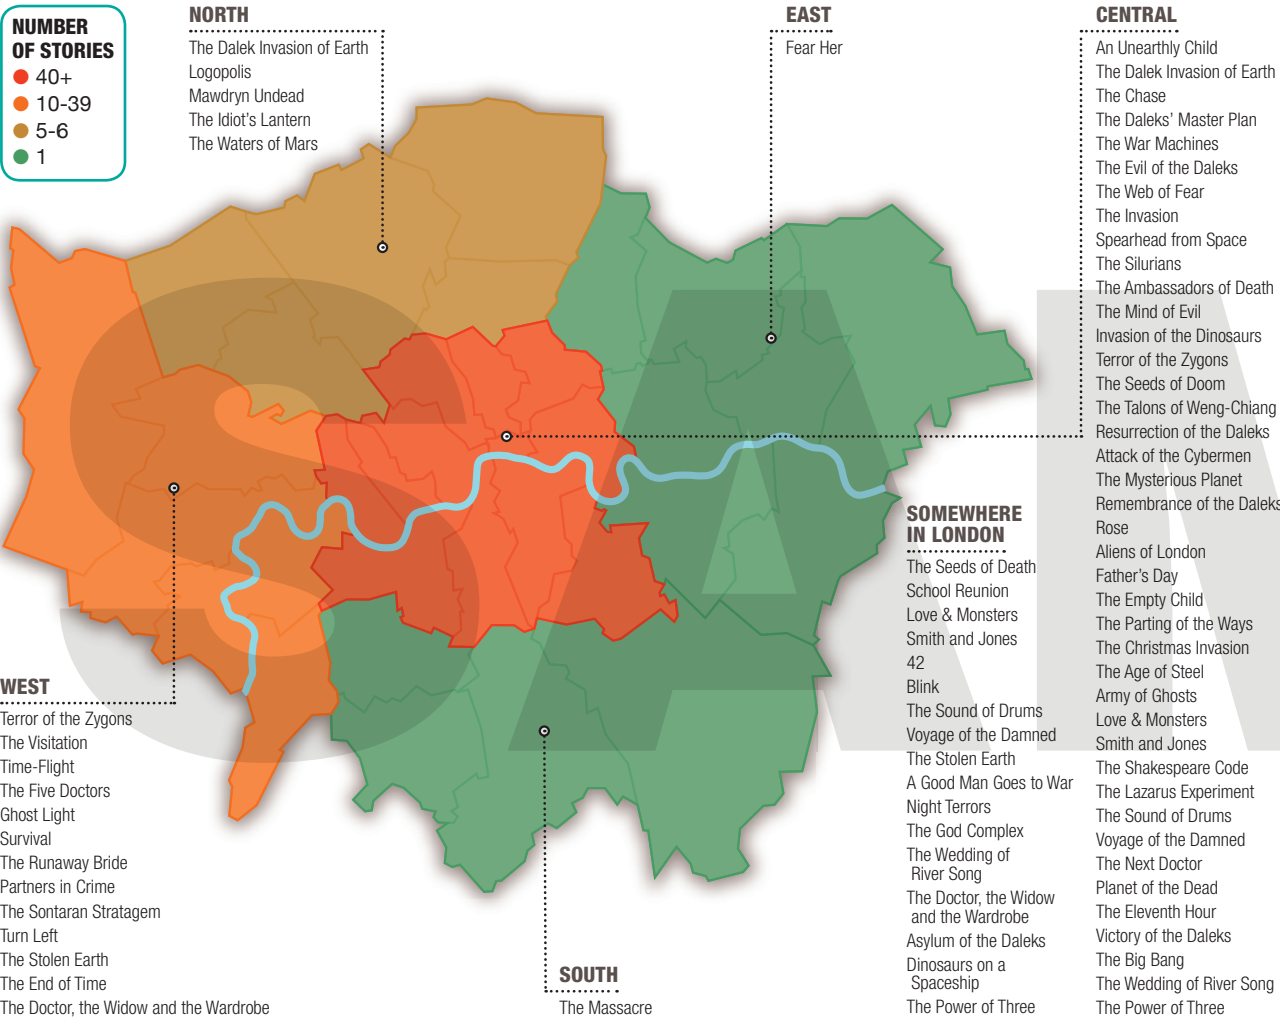 NUMBER
OF STORIES
40+
10-39
5-6
1
NORTH
The Dalek Invasion of Earth
Logopolis
Mawdryn Undead
The Idiot's Lantern
The Waters of Mars
EAST
Fear Her
CENTRAL
An Unearthly Child
The Dalek Invasion of Earth
The Chase
The Daleks' Master Plan
The War Machines
The Evil of the Daleks
The Web of Fear
The Invasion
Spearhead from Space
The Silurians
The Ambassadors of Death
The Mind of Evil
Invasion of the Dinosaurs
Terror of the Zygons
The Seeds of Doom
The Talons of Weng-Chiang
Resurrection of the Daleks
Attack of the Cybermen
The Mysterious Planet
Remembrance of the Daleks
Rose
Aliens of London
Father's Day
The Empty Child
The Parting of the Ways
The Christmas Invasion
The Age of Steel
Army of Ghosts
Love & Monsters
Smith and Jones
The Shakespeare Code
The Lazarus Experiment
The Sound of Drums
Voyage of the Damned
The Next Doctor
Planet of the Dead
The Eleventh Hour
Victory of the Daleks
The Big Bang
The Wedding of River Song
The Power of Three
SOMEWHERE
IN LONDON
The Seeds of Death
School Reunion
Love & Monsters
Smith and Jones
42
Blink
The Sound of Drums
Voyage of the Damned
The Stolen Earth
A Good Man Goes to War
Night Terrors
The God Complex
The Wedding of
River Song
The Doctor, the Widow
and the Wardrobe
Asylum of the Daleks
Dinosaurs on a
Spaceship
The Power of Three
WEST
Terror of the Zygons
The Visitation
Time-Flight
The Five Doctors
Ghost Light
Survival
The Runaway Bride
Partners in Crime
The Sontaran Stratagem
Turn Left
The Stolen Earth
The End of Time
The Doctor, the Widow and the Wardrobe
SOUTH
The Massacre